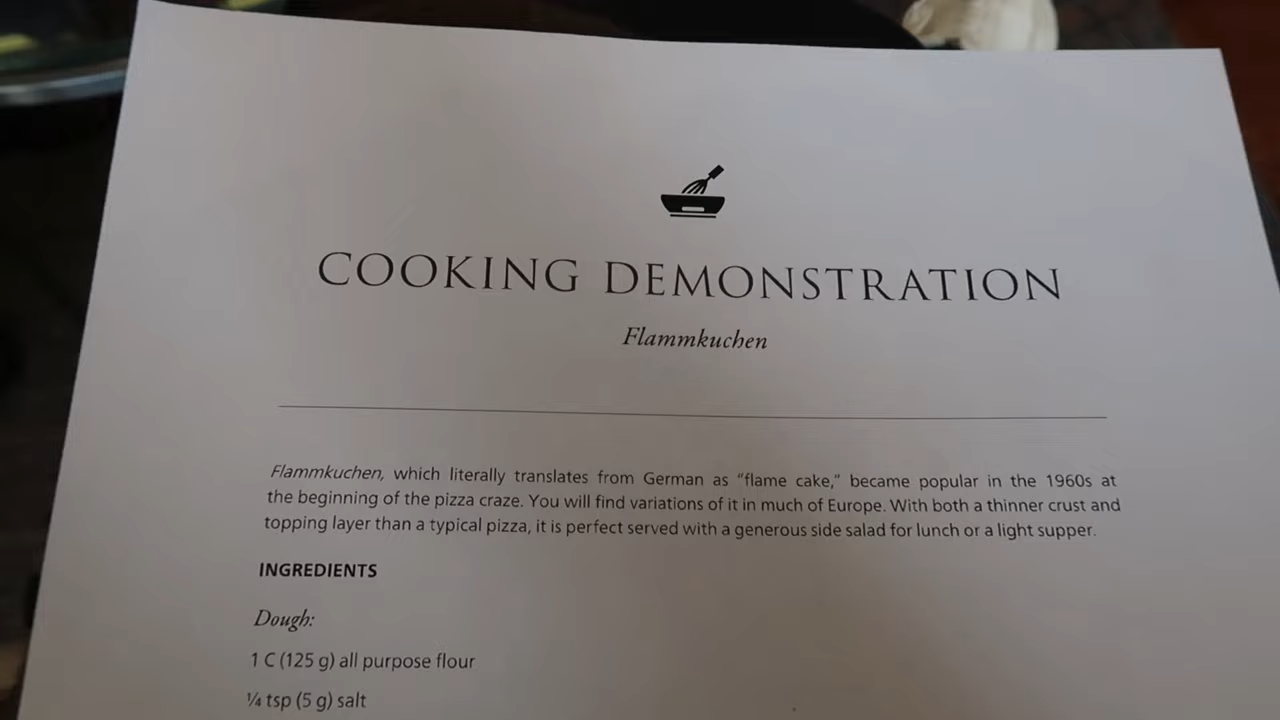 COOKING DEMONSTRATION
Flammkuchen
Flammkuchen, which literally translates from German as “flame cake,” became popular in the 1960s at
the beginning of the pizza craze. You will find variations of it in much of Europe. With both a thinner crust and
topping layer than a typical pizza, it is perfect served with a generous side salad for lunch or a light supper.
INGREDIENTS
Dough:
1 C (125 g) all purpose flour
¼ tsp (5 g) salt